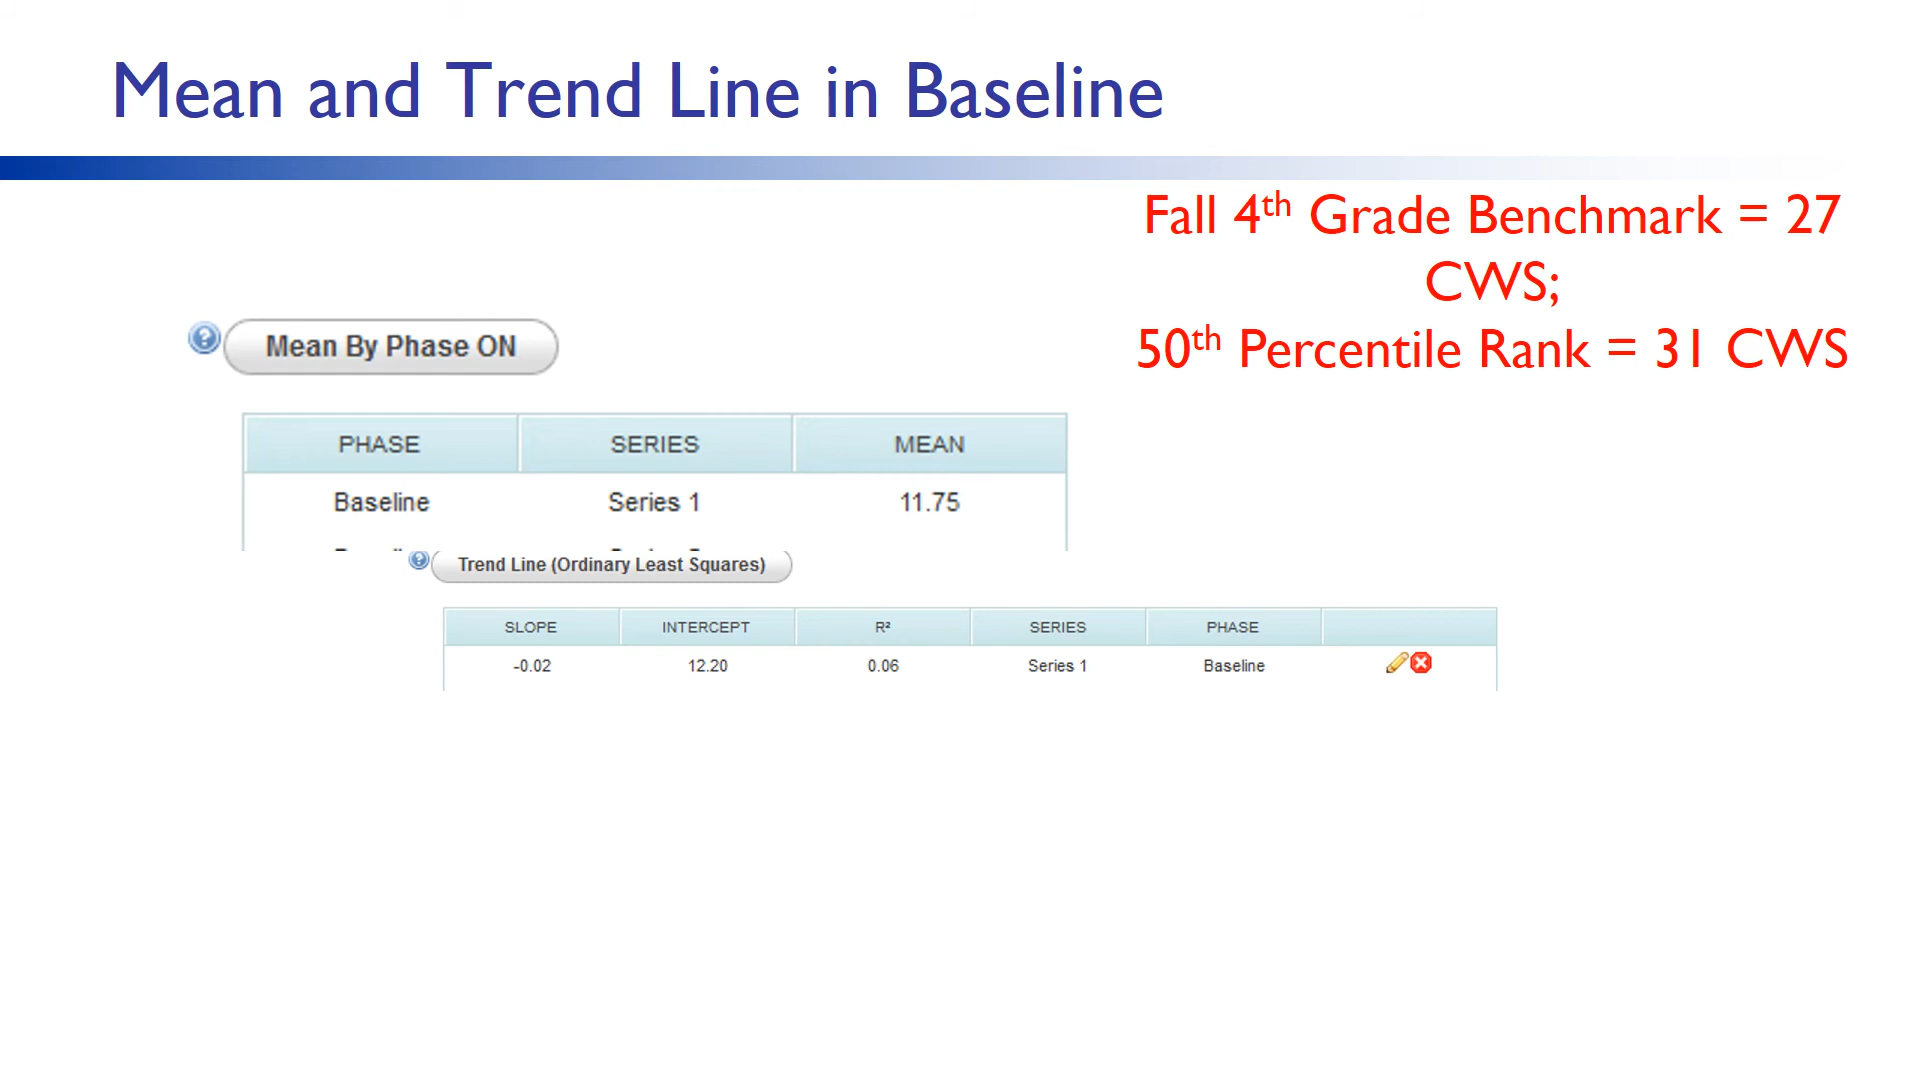 Mean and Trend Line in Baseline
Fall 4th Grade Benchmark = 27
CWS;
50th Percentile Rank = 31 CWS
Mean By Phase ON
PHASE SERIES MEAN
Baseline Series 1 11.75
Trend Line (Ordinary Least Squares)
SLOPE INTERCEPT R² SERIES PHASE
-0.02 12.20 0.06 Series 1 Baseline